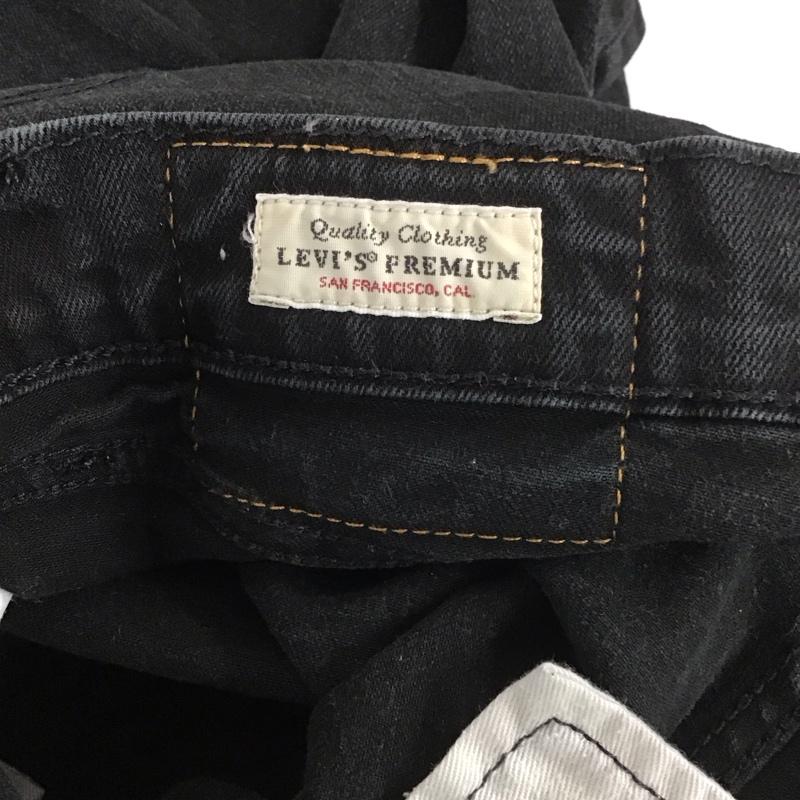 Quality Clothing
LEVI'S® PREMIUM
SAN FRANCISCO, CAL.